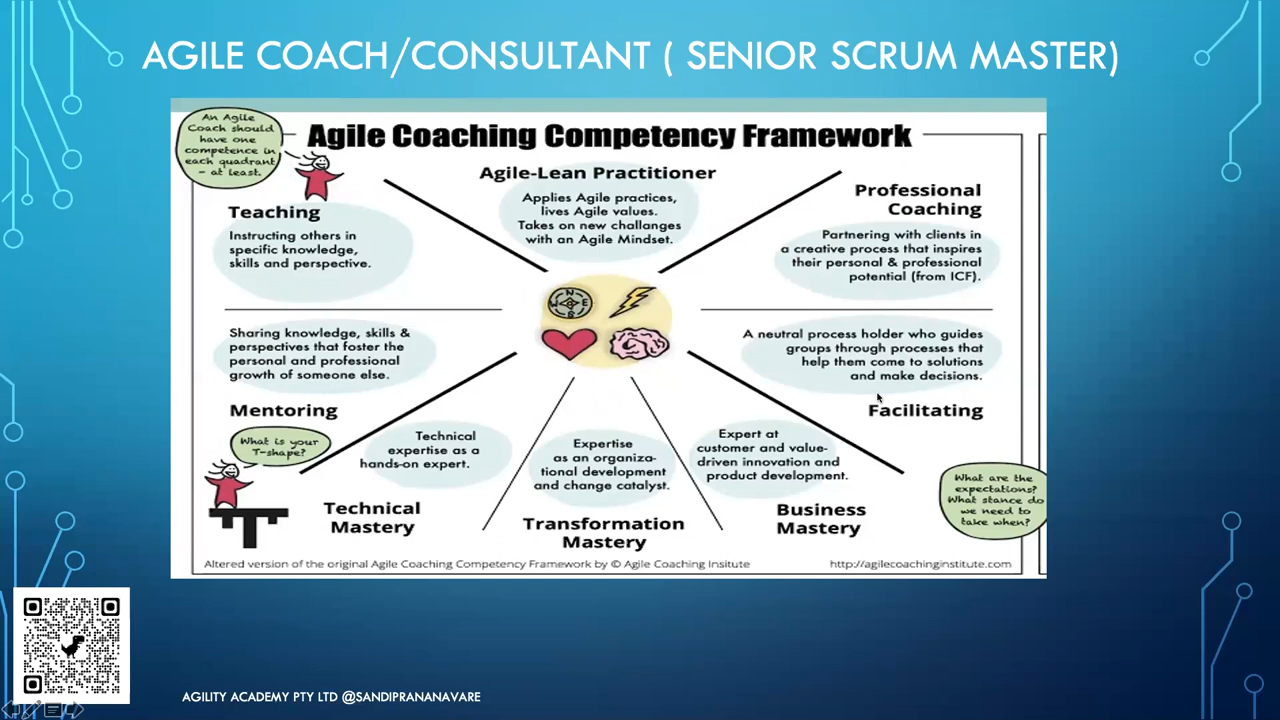 AGILE COACH/CONSULTANT ( SENIOR SCRUM MASTER)
An Agile
Coach should
have one
competence in
each quadrant
- at least.
Agile Coaching Competency Framework
Agile-Lean Practitioner
Applies Agile practices,
lives Agile values.
Takes on new challanges
with an Agile Mindset.
Teaching
Instructing others in
specific knowledge,
skills and perspective.
Professional
Coaching
Partnering with clients in
a creative process that inspires
their personal & professional
potential (from ICF).
N
W E
S
Sharing knowledge, skills &
perspectives that foster the
personal and professional
growth of someone else.
Mentoring
A neutral process holder who guides
groups through processes that
help them come to solutions
and make decisions.
Facilitating
What is your
T-shape?
Technical
expertise as a
hands-on expert.
Technical
Mastery
Expertise
as an organiza-
tional development
and change catalyst.
Transformation
Mastery
Expert at
customer and value-
driven innovation and
product development.
Business
Mastery
What are the
expectations?
What stance do
we need to
take when?
Altered version of the original Agile Coaching Competency Framework by © Agile Coaching Insitute
http://agilecoachinginstitute.com
AGILITY ACADEMY PTY LTD @SANDIPRANANAVARE